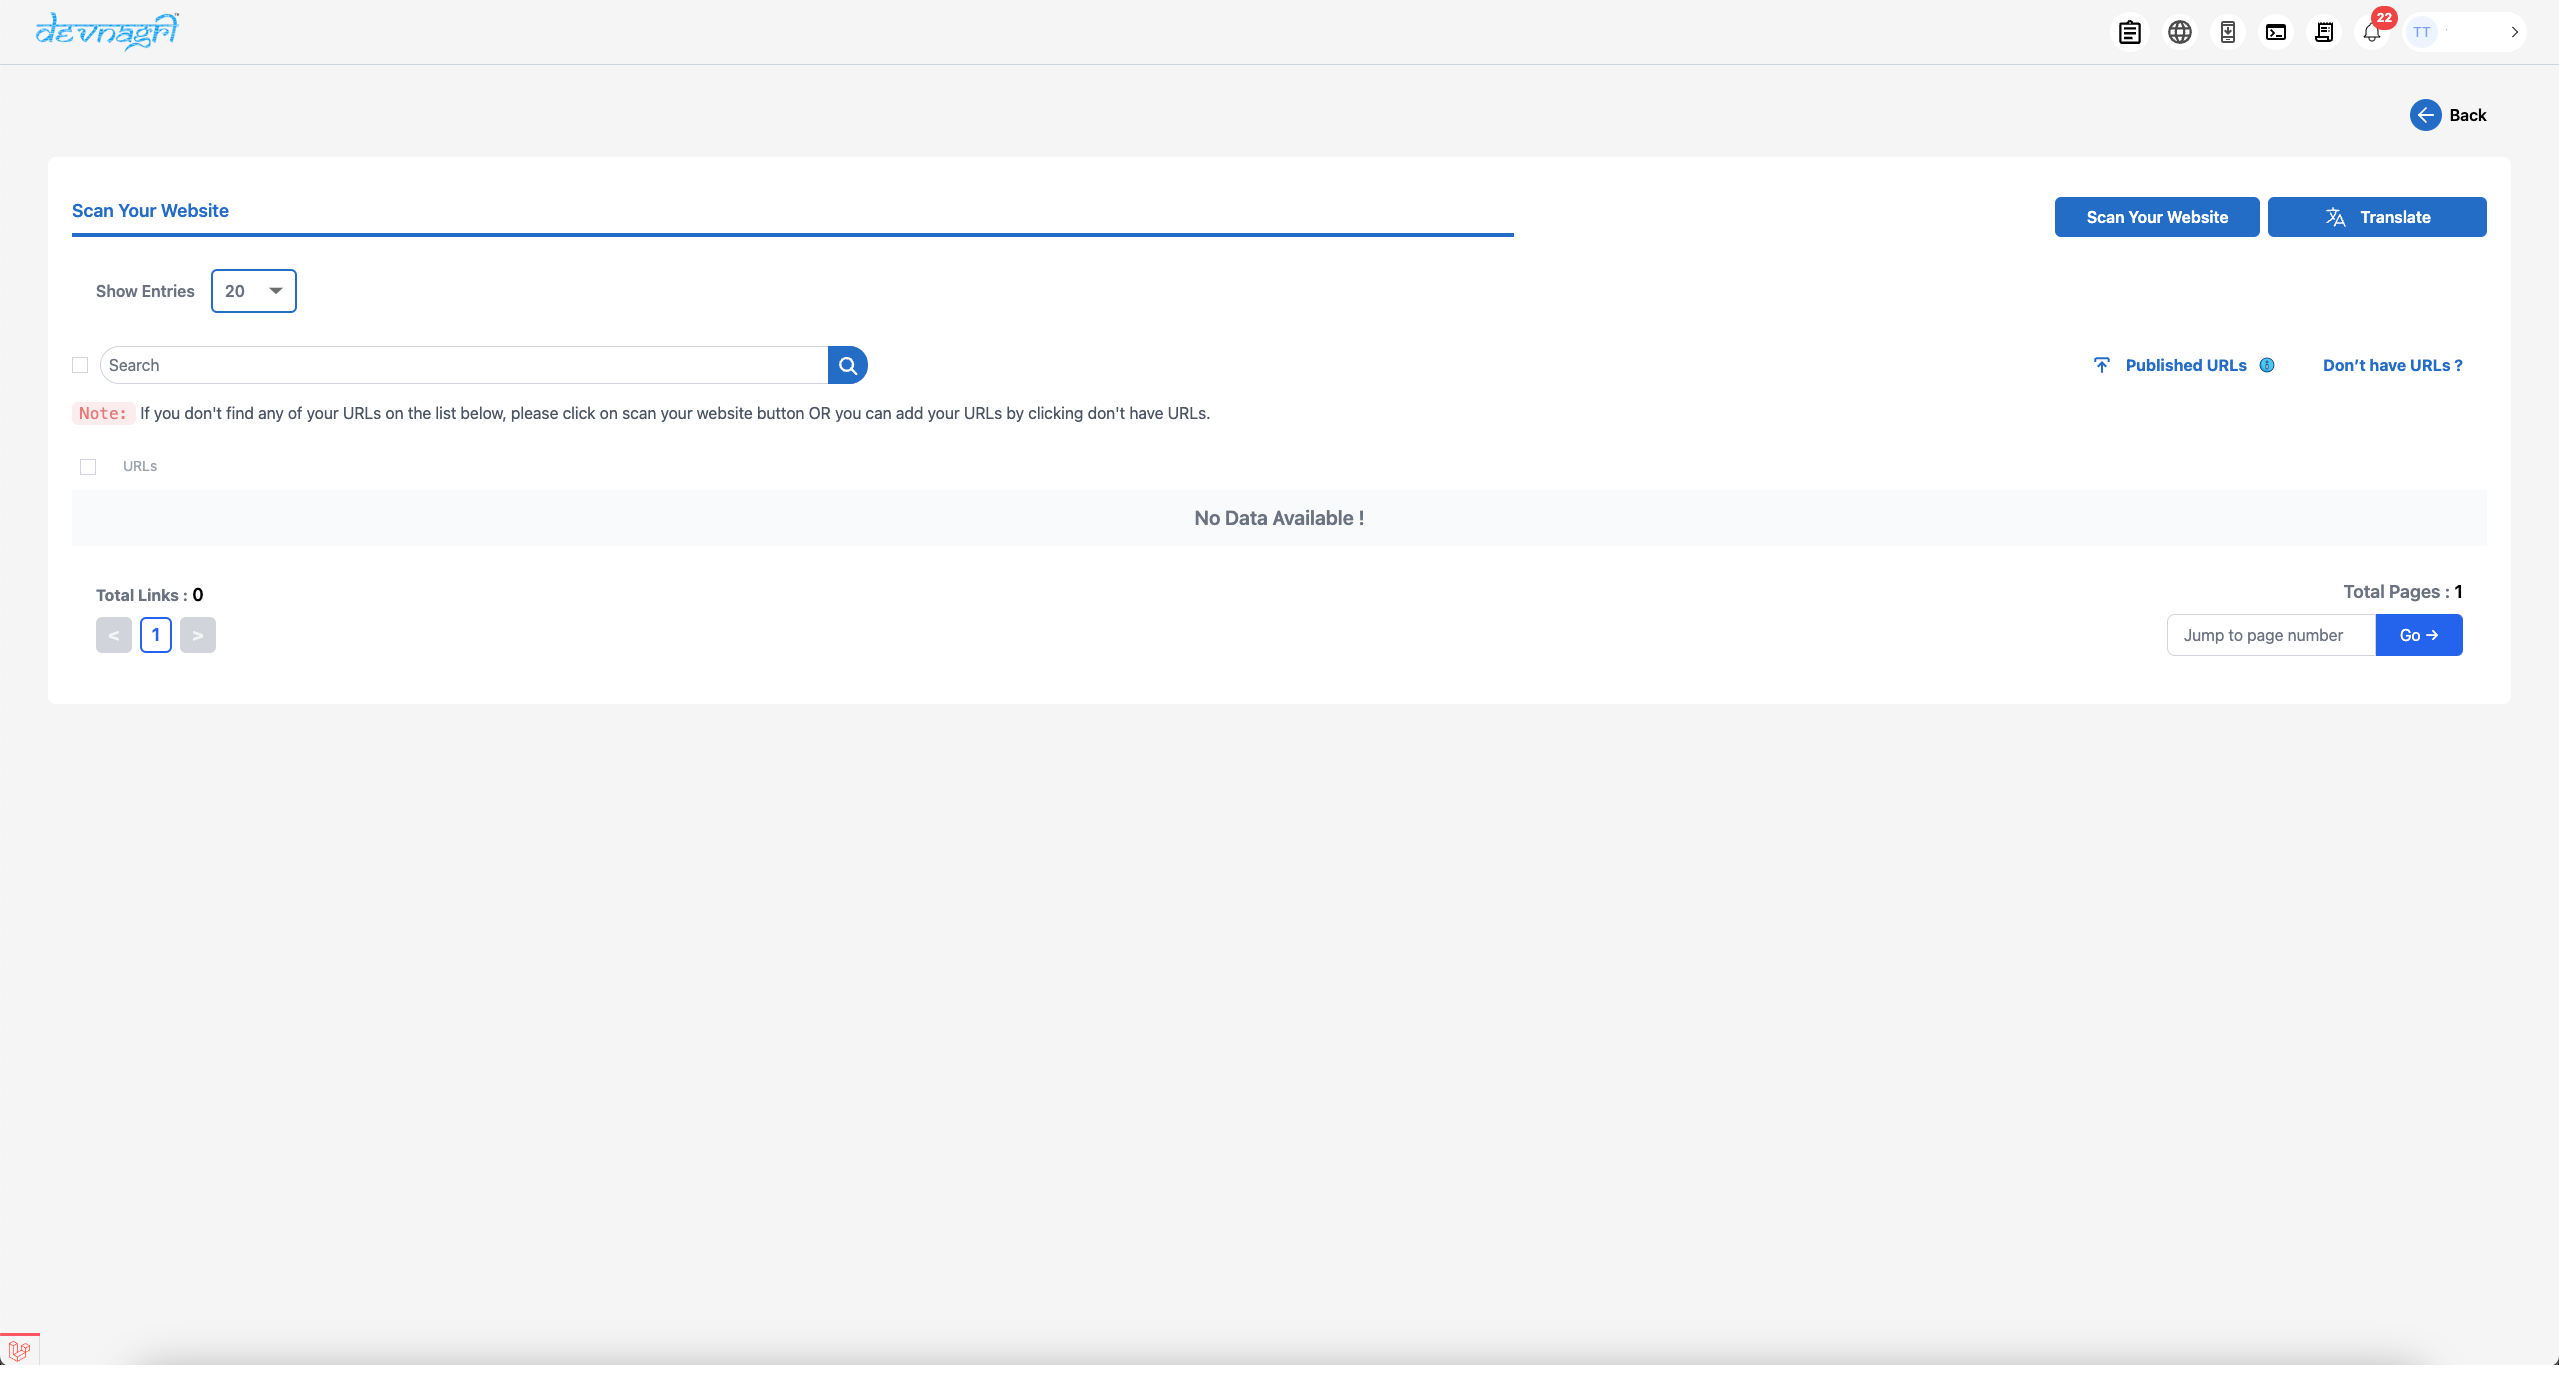 devnagri
22
TT
Back
Scan Your Website
Scan Your Website
Translate
Show Entries
20
Search
Published URLs
Don’t have URLs ?
Note: If you don't find any of your URLs on the list below, please click on scan your website button OR you can add your URLs by clicking don't have URLs.
URLs
No Data Available !
Total Links : 0
Total Pages : 1
< 1 >
Jump to page number
Go →